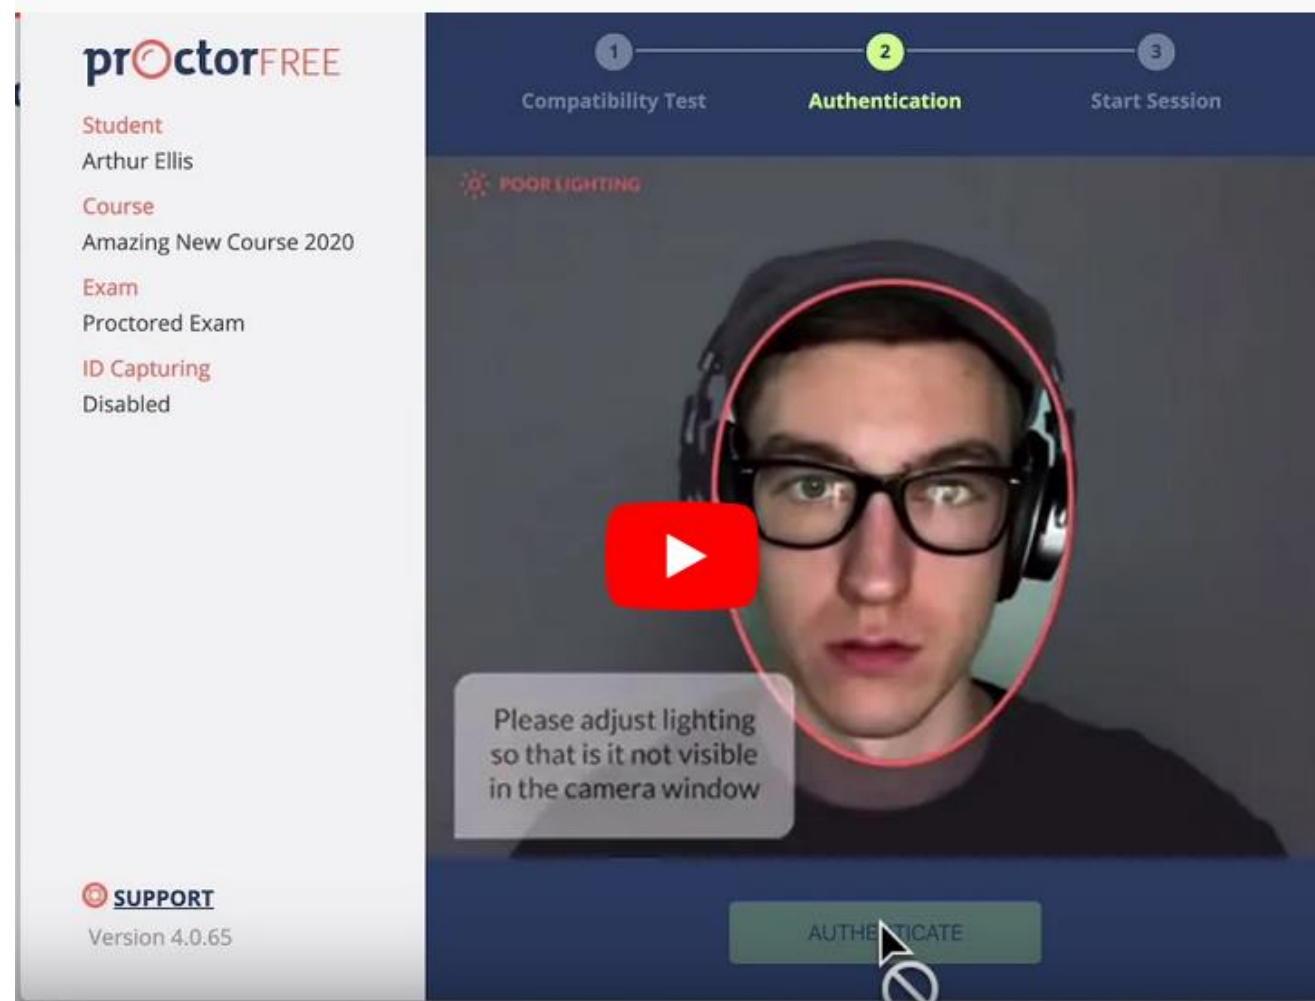 proctorFREE
Student
Arthur Ellis
Course
Amazing New Course 2020
Exam
Proctored Exam
ID Capturing
Disabled
SUPPORT
Version 4.0.65
1
2
3
Compatibility Test
Authentication
Start Session
POOR LIGHTING
Please adjust lighting
so that is it not visible
in the camera window
AUTHENTICATE